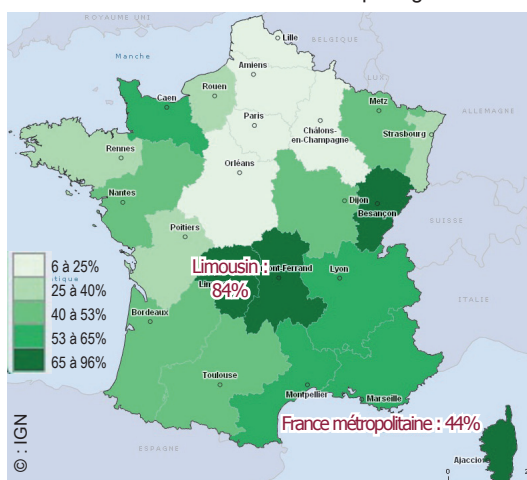 ROYAUME UNI
BELGIQUE
Lille
Manche
Amiens
LUX
Rouen
Caen
Metz
ALLEMAGNE
Paris
Châlons-
en-Champagne
Strasbourg
Rennes
Orléans
Nantes
Dijon
Besançon
SUISSE
Poitiers
6 à 25%
25 à 40%
40 à 53%
53 à 65%
65 à 96%
Limousin :
84%
nt-Ferrand
Lyon
ITALIE
Bordeaux
Toulouse
Montpellier
Marseille
France métropolitaine : 44%
ESPAGNE
Ajaccio
0
© : IGN